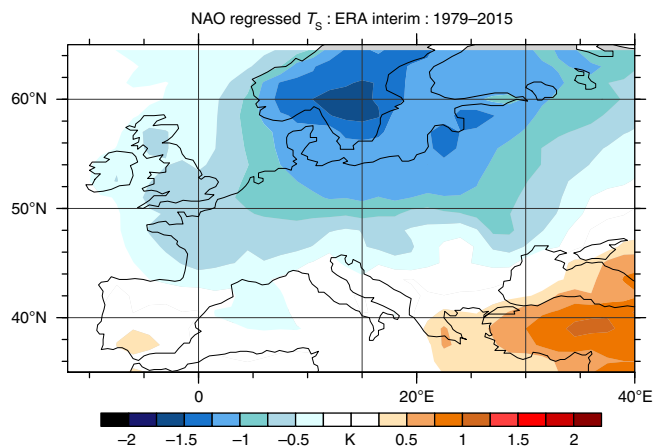 NAO regressed TS : ERA interim : 1979–2015
60°N
50°N
40°N
0 20°E 40°E
–2 –1.5 –1 –0.5 K 0.5 1 1.5 2